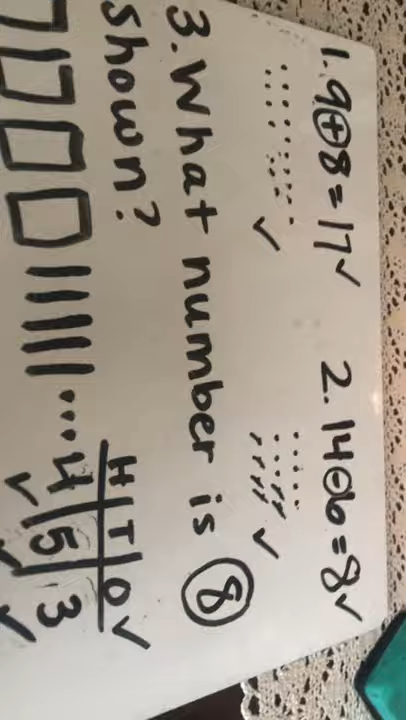 1. 9+8=17✓ 2. 14-6=8✓
✓ ✓
3. What number is 8
shown? H|T|O✓
4|5|3
✓ ✓ ✓